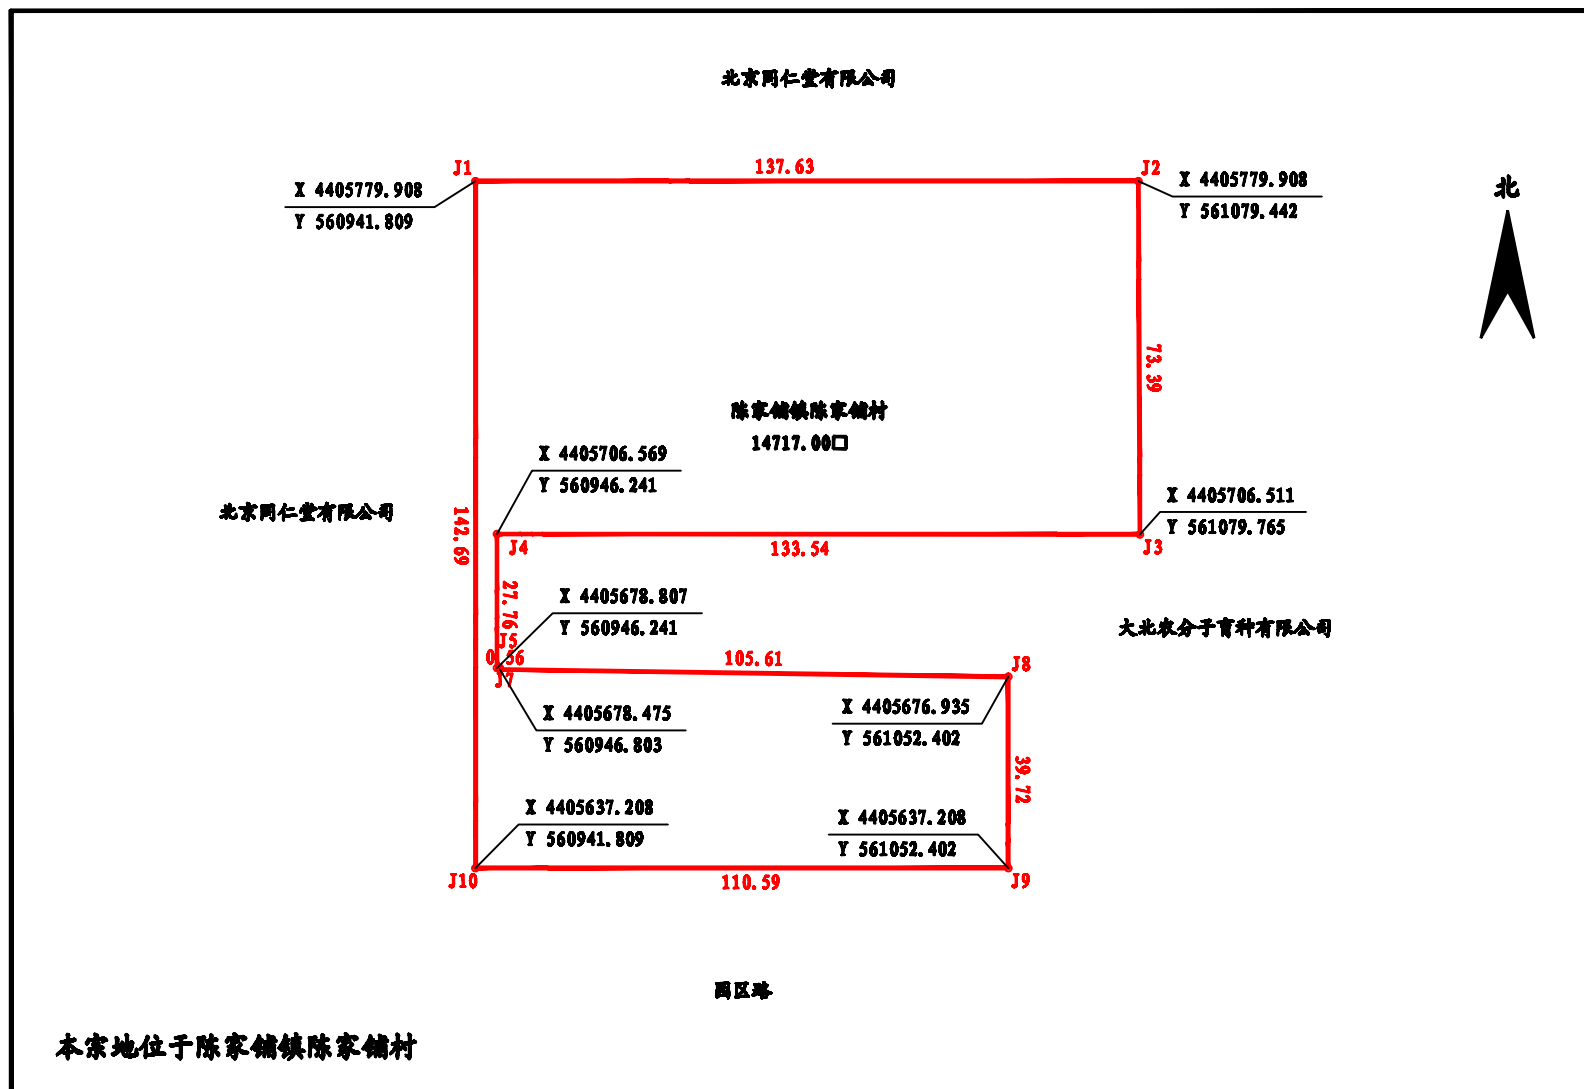 北京同仁堂有限公司
J1
137.63
J2
X 4405779.908
Y 560941.809
X 4405779.908
Y 561079.442
北
73.39
陈家铺镇陈家铺村
14717.00□
X 4405706.569
Y 560946.241
X 4405706.511
Y 561079.765
北京同仁堂有限公司
142.69
J4
133.54
J3
27.76
X 4405678.807
Y 560946.241
大北农分子育种有限公司
J5
0.56
J7
105.61
J8
X 4405678.475
Y 560946.803
X 4405676.935
Y 561052.402
39.72
X 4405637.208
Y 560941.809
X 4405637.208
Y 561052.402
J10
110.59
J9
园区路
本宗地位于陈家铺镇陈家铺村